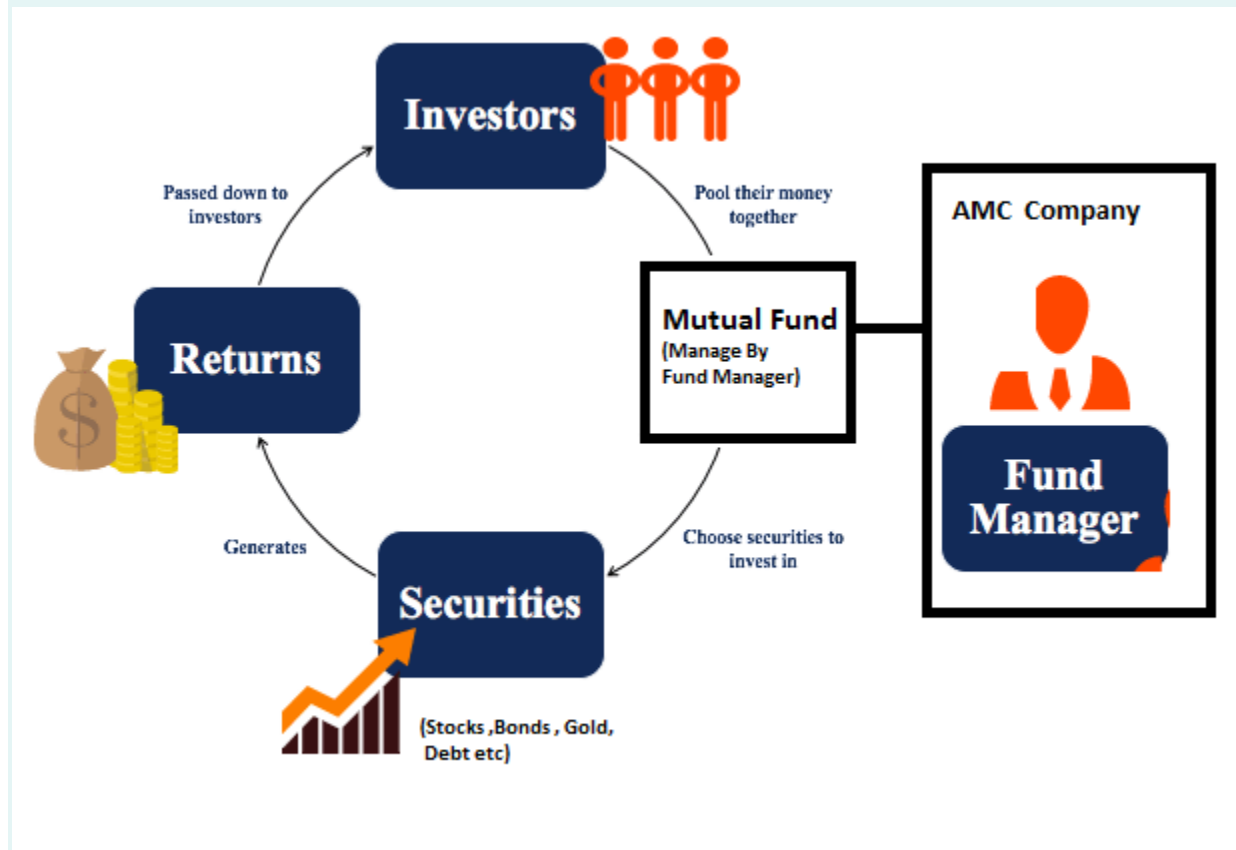 Investors
Passed down to
investors
Pool their money
together
AMC Company
Mutual Fund
(Manage By
Fund Manager)
Returns
Fund
Manager
Generates
Choose securities to
invest in
Securities
(Stocks ,Bonds , Gold,
Debt etc)
$